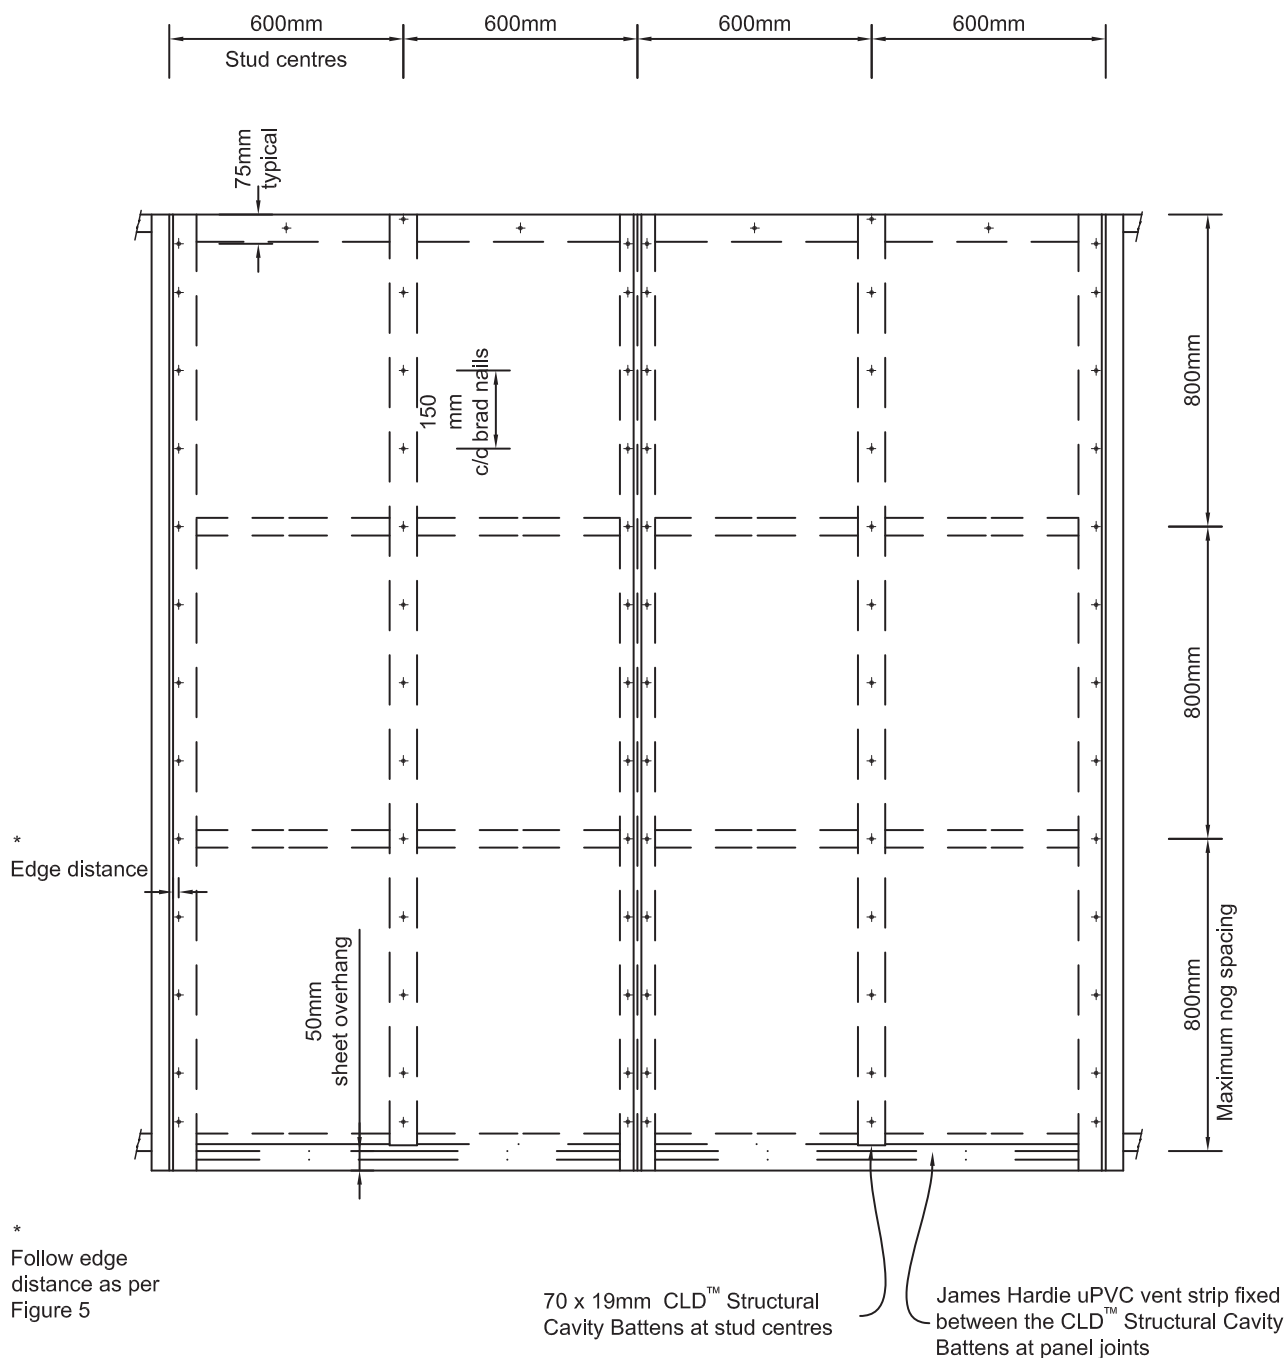 600mm
600mm
600mm
600mm
Stud centres
75mm
typical
150
mm
c/c brad nails
800mm
800mm
800mm
Maximum nog spacing
*
Edge distance
50mm
sheet overhang
*
Follow edge
distance as per
Figure 5
70 x 19mm CLD™ Structural
Cavity Battens at stud centres
James Hardie uPVC vent strip fixed
between the CLD™ Structural Cavity
Battens at panel joints